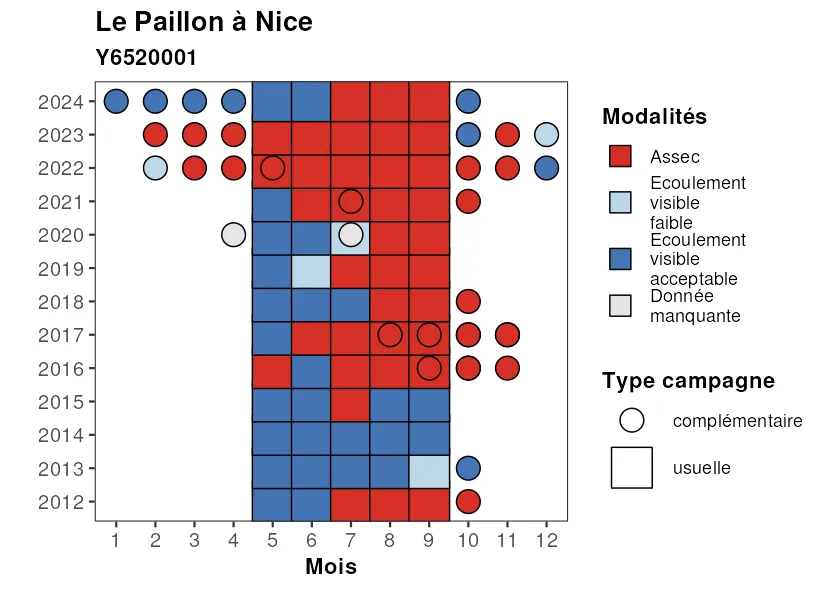 Le Paillon à Nice
Y6520001
2024
2023
2022
2021
2020
2019
2018
2017
2016
2015
2014
2013
2012
1 2 3 4 5 6 7 8 9 10 11 12
Mois
Modalités
Assec
Ecoulement
visible
faible
Ecoulement
visible
acceptable
Donnée
manquante
Type campagne
complémentaire
usuelle